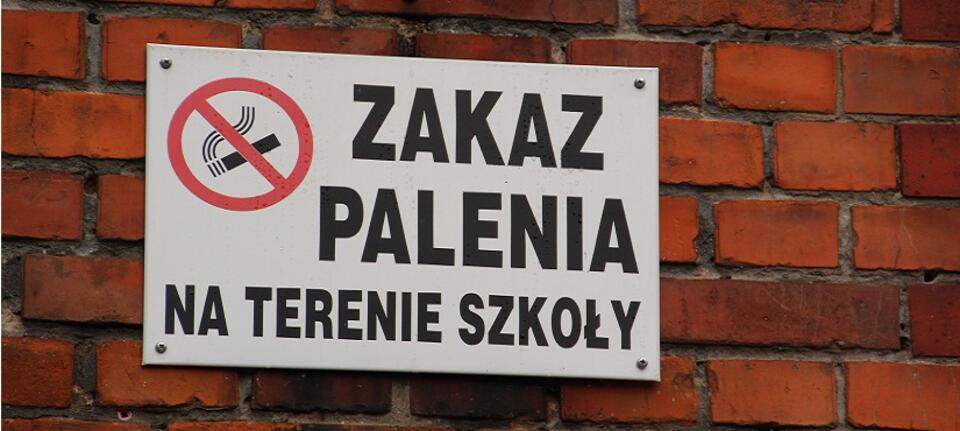 ZAKAZ
PALENIA
NA TERENIE SZKOŁY